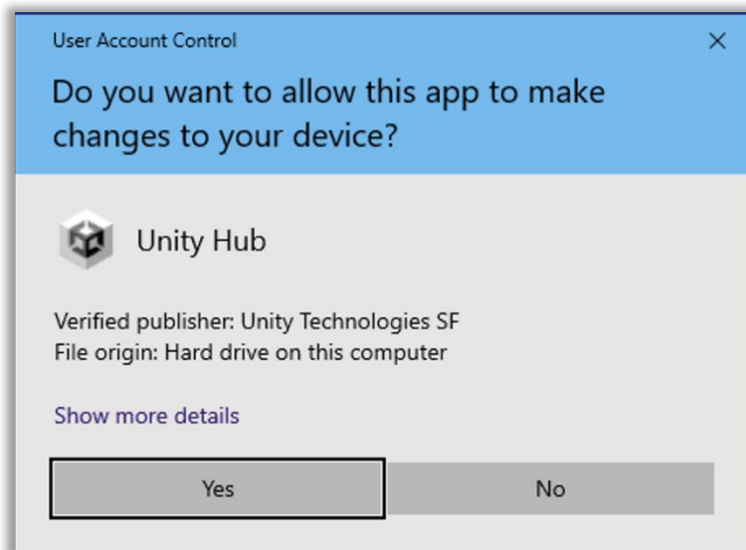 User Account Control
Do you want to allow this app to make
changes to your device?
Unity Hub
Verified publisher: Unity Technologies SF
File origin: Hard drive on this computer
Show more details
Yes
No